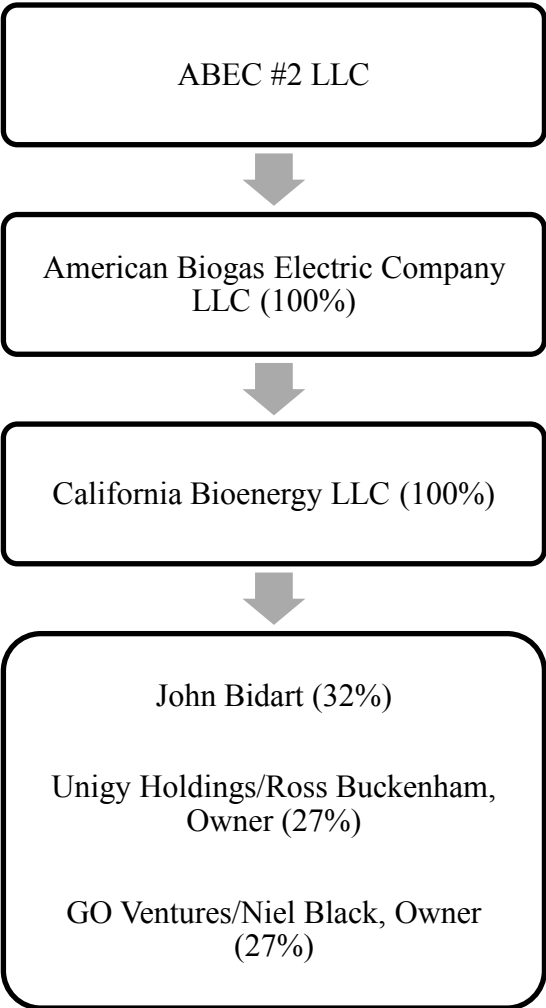 ABEC #2 LLC
American Biogas Electric Company
LLC (100%)
California Bioenergy LLC (100%)
John Bidart (32%)
Unigy Holdings/Ross Buckenham,
Owner (27%)
GO Ventures/Niel Black, Owner
(27%)